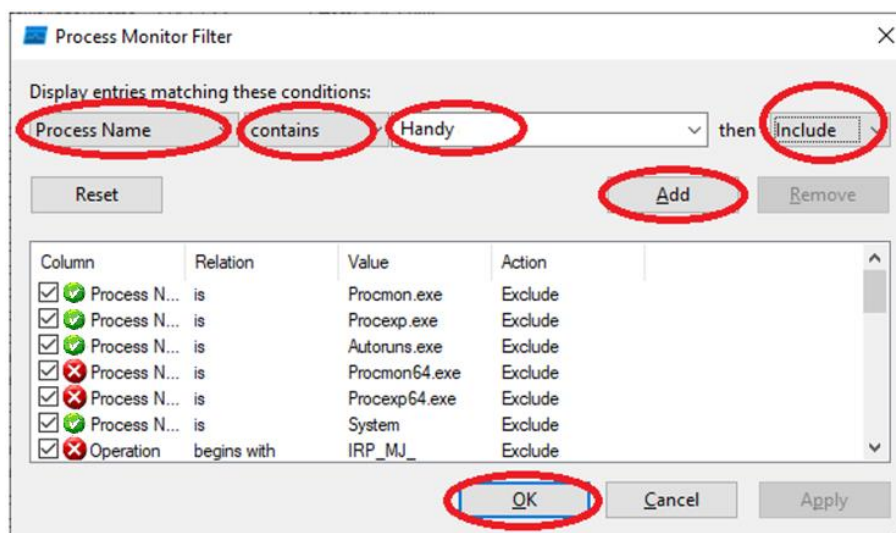 Process Monitor Filter
Display entries matching these conditions:
Process Name contains Handy then Include
Reset Add Remove
Column Relation Value Action
Process N... is Procmon.exe Exclude
Process N... is Procexp.exe Exclude
Process N... is Autoruns.exe Exclude
Process N... is Procmon64.exe Exclude
Process N... is Procexp64.exe Exclude
Process N... is System Exclude
Operation begins with IRP_MJ_ Exclude
OK Cancel Apply